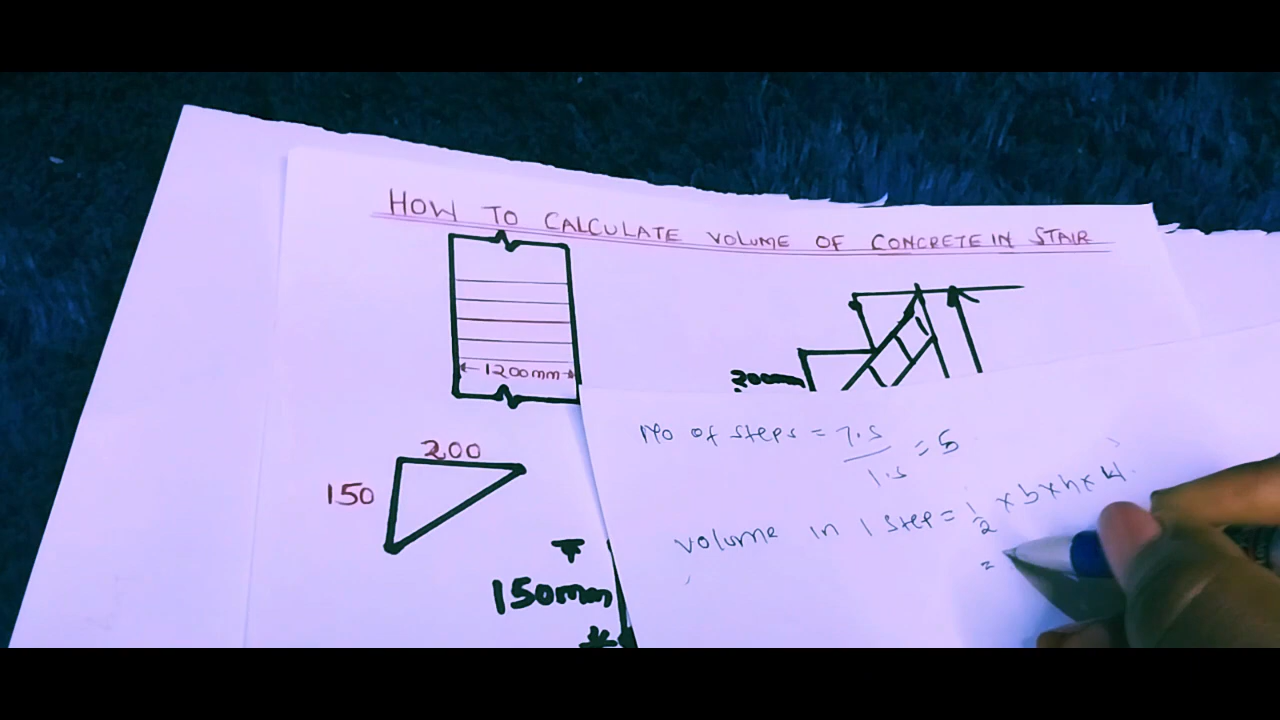 HOW TO CALCULATE VOLUME OF CONCRETE IN STAIR
1200mm
200mm
200
150
150mm
No of steps = 7.5 / 1.5 = 5
volume in 1 step = 1/2 x b x h x W
=